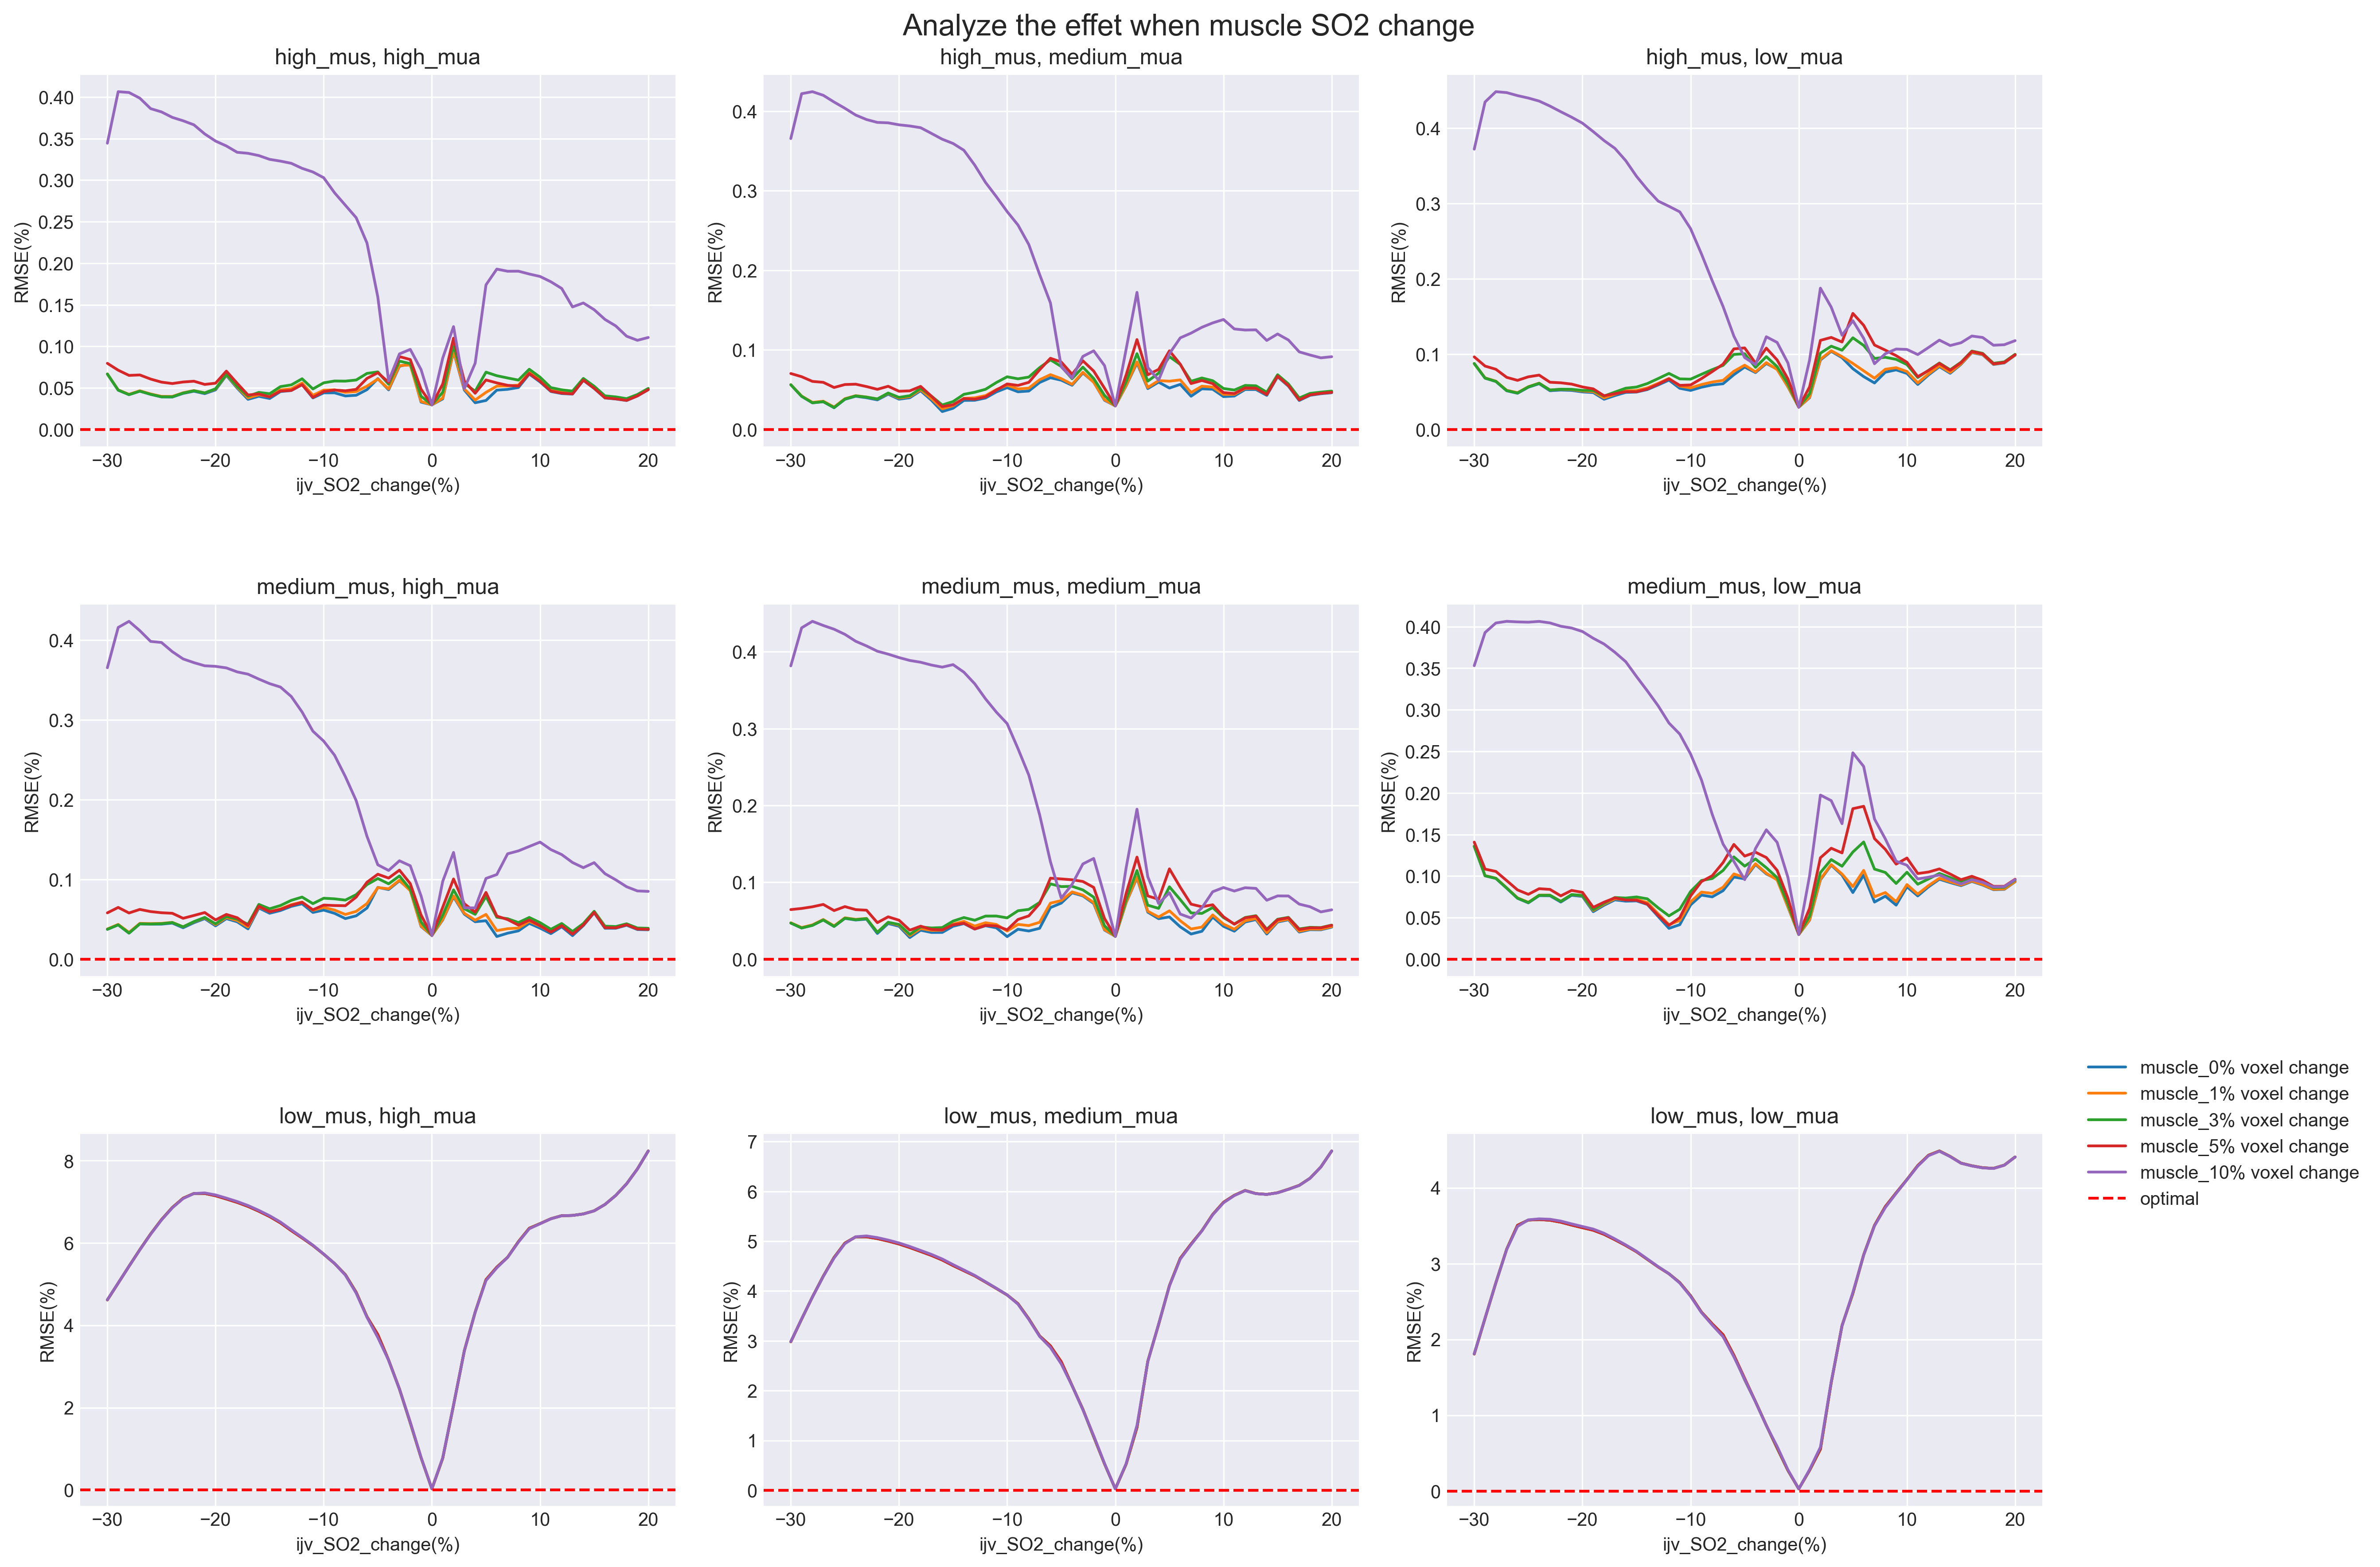 Analyze the effet when muscle SO2 change
high_mus, high_mua
0.40
0.35
0.30
0.25
0.20
0.15
0.10
0.05
0.00
RMSE(%)
−30 −20 −10 0 10 20
ijv_SO2_change(%)
high_mus, medium_mua
0.4
0.3
0.2
0.1
0.0
RMSE(%)
−30 −20 −10 0 10 20
ijv_SO2_change(%)
high_mus, low_mua
0.4
0.3
0.2
0.1
0.0
RMSE(%)
−30 −20 −10 0 10 20
ijv_SO2_change(%)
medium_mus, high_mua
0.4
0.3
0.2
0.1
0.0
RMSE(%)
−30 −20 −10 0 10 20
ijv_SO2_change(%)
medium_mus, medium_mua
0.4
0.3
0.2
0.1
0.0
RMSE(%)
−30 −20 −10 0 10 20
ijv_SO2_change(%)
medium_mus, low_mua
0.40
0.35
0.30
0.25
0.20
0.15
0.10
0.05
0.00
RMSE(%)
−30 −20 −10 0 10 20
ijv_SO2_change(%)
low_mus, high_mua
8
6
4
2
0
RMSE(%)
−30 −20 −10 0 10 20
ijv_SO2_change(%)
low_mus, medium_mua
7
6
5
4
3
2
1
0
RMSE(%)
−30 −20 −10 0 10 20
ijv_SO2_change(%)
low_mus, low_mua
4
3
2
1
0
RMSE(%)
−30 −20 −10 0 10 20
ijv_SO2_change(%)
muscle_0% voxel change
muscle_1% voxel change
muscle_3% voxel change
muscle_5% voxel change
muscle_10% voxel change
optimal